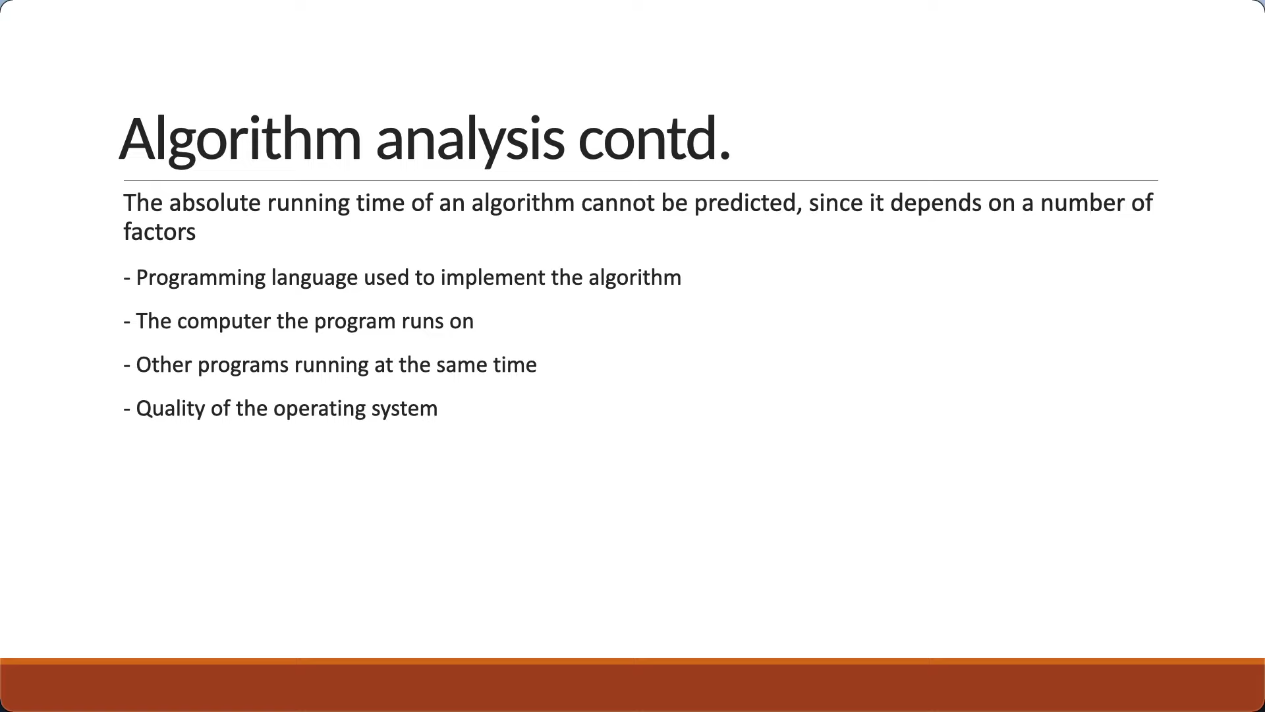 Algorithm analysis contd.
The absolute running time of an algorithm cannot be predicted, since it depends on a number of
factors
- Programming language used to implement the algorithm
- The computer the program runs on
- Other programs running at the same time
- Quality of the operating system